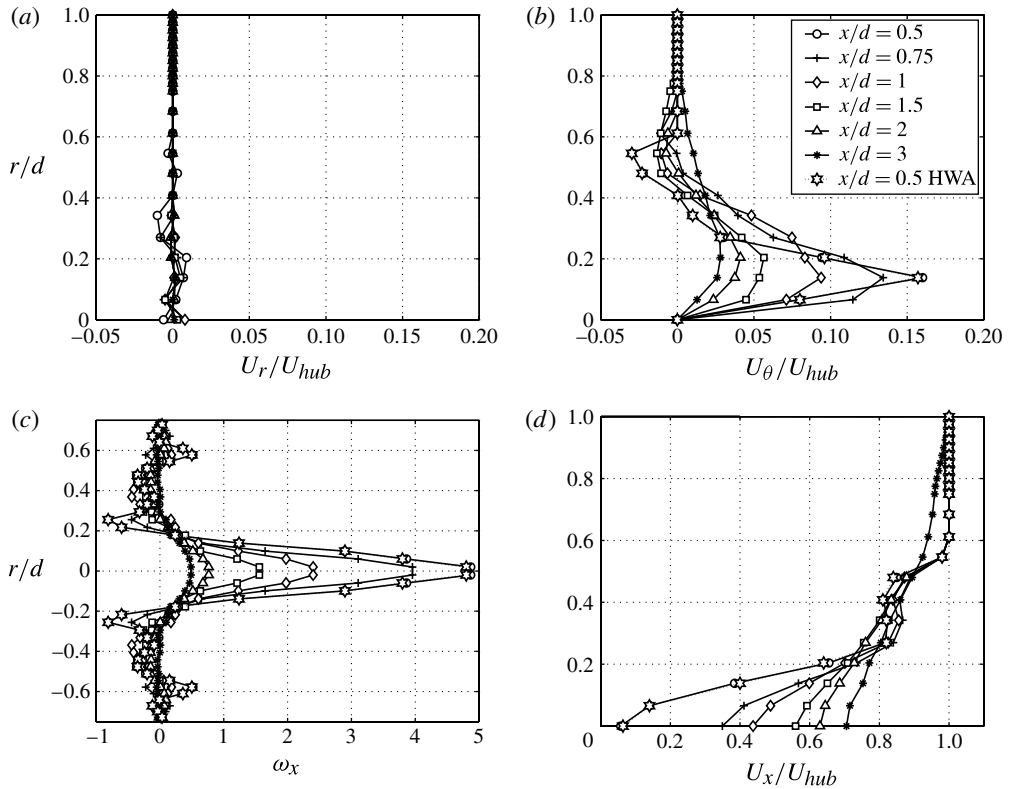 (a)
1.0
0.8
0.6
r/d
0.4
0.2
0
−0.05 0 0.05 0.10 0.15 0.20
U_r/U_hub
(b)
1.0
0.8
0.6
0.4
0.2
0
−0.05 0 0.05 0.10 0.15 0.20
U_θ/U_hub
x/d = 0.5
x/d = 0.75
x/d = 1
x/d = 1.5
x/d = 2
x/d = 3
x/d = 0.5 HWA
(c)
0.6
0.4
0.2
r/d
0
−0.2
−0.4
−0.6
−1 0 1 2 3 4 5
ω_x
(d)
1.0
0.8
0.6
0.4
0.2
0 0.2 0.4 0.6 0.8 1.0
U_x/U_hub